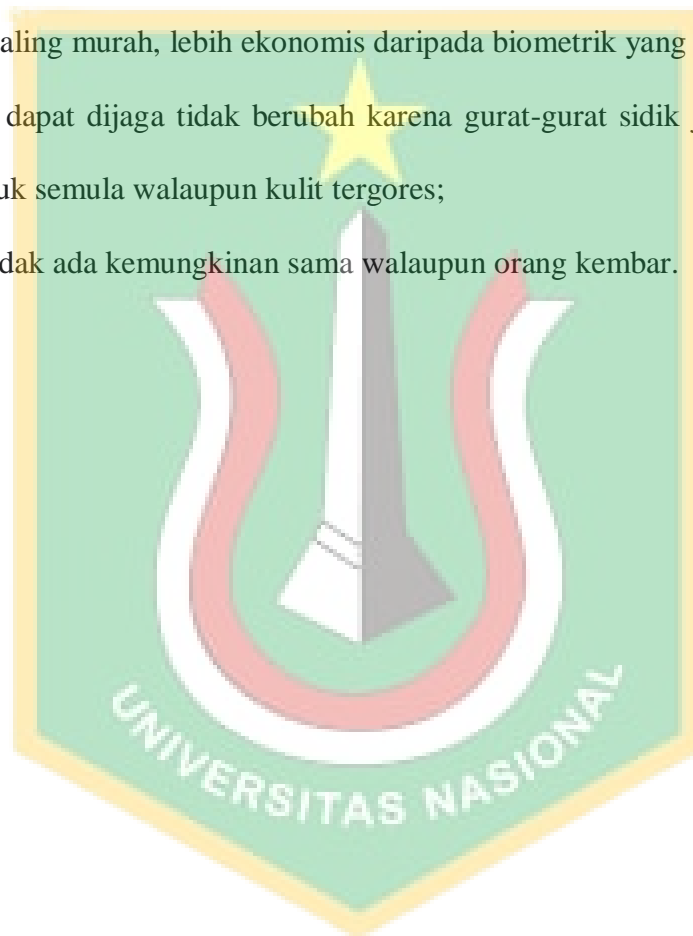 aling murah, lebih ekonomis daripada biometrik yang
dapat dijaga tidak berubah karena gurat-gurat sidik
uk semula walaupun kulit tergores;
dak ada kemungkinan sama walaupun orang kembar.
UNIVERSITAS NASIONAL